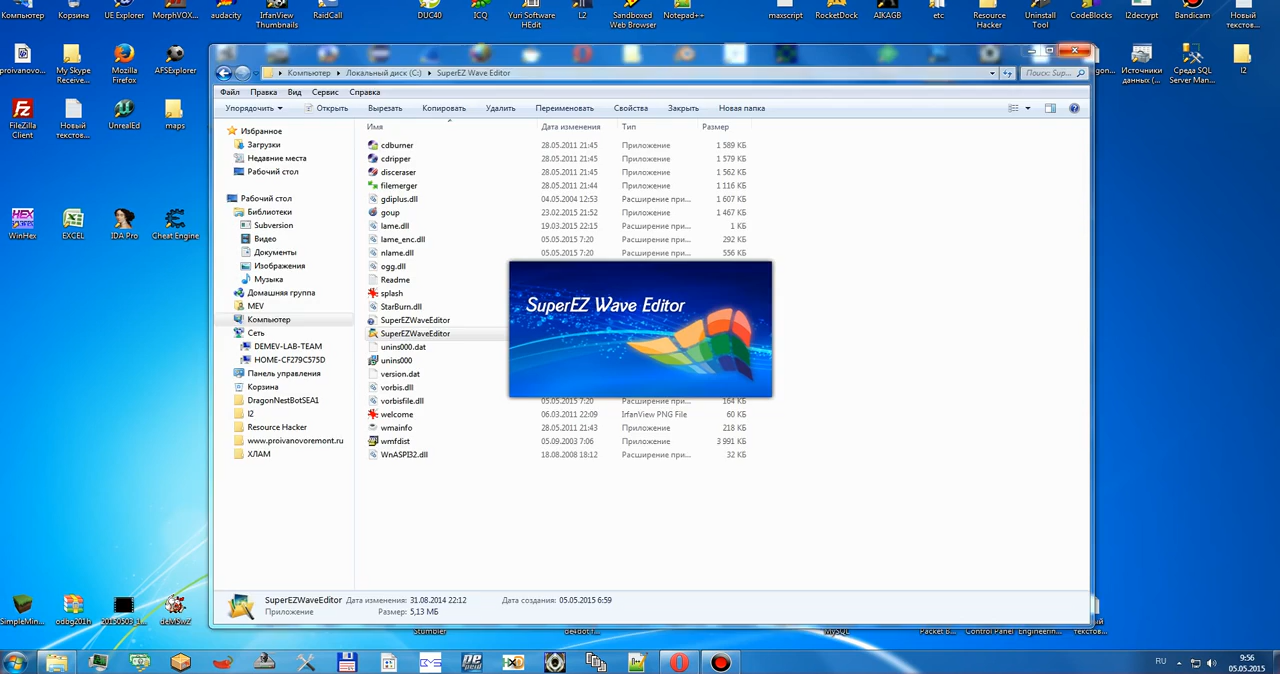 Компьютер
Корзина
UE Explorer
MorphVOX...
audacity
IrfanView Thumbnails
RaidCall
DUC40
ICQ
Yuri Software HEdit
L2
Sandboxed Web Browser
Notepad++
maxscript
RocketDock
AIKAGB
etc
Resource Hacker
Uninstall Tool
CodeBlocks
l2decrypt
Bandicam
Новый текстов...
proivanovo...
My Skype Receive...
Mozilla Firefox
AFSExplorer
Источники данных (...
Среда SQL Server Man...
l2
FileZilla Client
Новый текстов...
UnrealEd
maps
WinHex
EXCEL
IDA Pro
Cheat Engine
Компьютер
Локальный диск (C:)
SuperEZ Wave Editor
Поиск: Sup...
Файл Правка Вид Сервис Справка
Упорядочить Открыть Вырезать Копировать Удалить Переименовать Свойства Закрыть Новая папка
Избранное
Загрузки
Недавние места
Рабочий стол
Рабочий стол
Библиотеки
Subversion
Видео
Документы
Изображения
Музыка
Домашняя группа
MEV
Компьютер
Сеть
DEMEV-LAB-TEAM
HOME-CF279C575D
Панель управления
Корзина
DragonNestBotSEA1
l2
Resource Hacker
www.proivanovoremont.ru
ХЛАМ
Имя Дата изменения Тип Размер
cdburner 28.05.2011 21:45 Приложение 1 589 КБ
cdripper 28.05.2011 21:45 Приложение 1 579 КБ
disceraser 28.05.2011 21:45 Приложение 1 562 КБ
filemerger 28.05.2011 21:44 Приложение 1 116 КБ
gdiplus.dll 04.05.2004 12:53 Расширение при... 1 607 КБ
goup 23.02.2015 21:52 Приложение 1 467 КБ
lame.dll 19.03.2015 22:15 Расширение при... 1 КБ
lame_enc.dll 05.05.2015 7:20 Расширение при... 292 КБ
nlame.dll 05.05.2015 7:20 Расширение при... 556 КБ
ogg.dll
Readme
splash
StarBurn.dll
SuperEZWaveEditor
SuperEZWaveEditor
unins000.dat
unins000
version.dat
vorbis.dll
vorbisfile.dll 05.05.2015 7:20 Расширение при... 164 КБ
welcome 06.03.2011 22:09 IrfanView PNG File 60 КБ
wmainfo 28.05.2011 21:43 Приложение 218 КБ
wmfdist 05.09.2003 7:06 Приложение 3 991 КБ
WnASPI32.dll 18.08.2008 18:12 Расширение при... 32 КБ
SuperEZ Wave Editor
SuperEZWaveEditor Дата изменения: 31.08.2014 22:12 Дата создания: 05.05.2015 6:59
Приложение Размер: 5,13 МБ
SimpleMin...
odbg201h
20150503_1...
deMSwZ
Stumbler
de4dot f...
MySQL
Packet B...
Control Panel
Engineerin...
текстов...
RU
9:56
05.05.2015